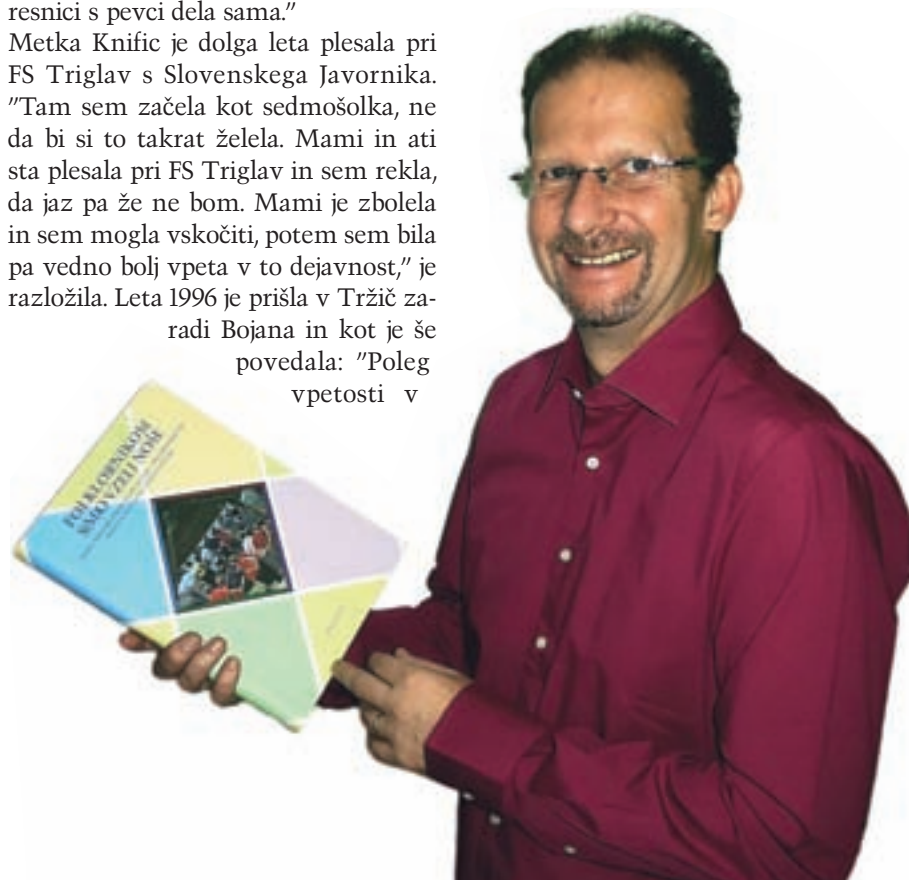 resnici s pevci dela sama.”
Metka Knific je dolga leta plesala pri
FS Triglav s Slovenskega Javornika.
”Tam sem začela kot sedmošolka, ne
da bi si to takrat želela. Mami in ati
sta plesala pri FS Triglav in sem rekla,
da jaz pa že ne bom. Mami je zbolela
in sem mogla vskočiti, potem sem bila
pa vedno bolj vpeta v to dejavnost,” je
razložila. Leta 1996 je prišla v Tržič za-
radi Bojana in kot je še
povedala: ”Poleg
vpetosti v
FOLKLORNIKOM
SMO VZELI NOŠI